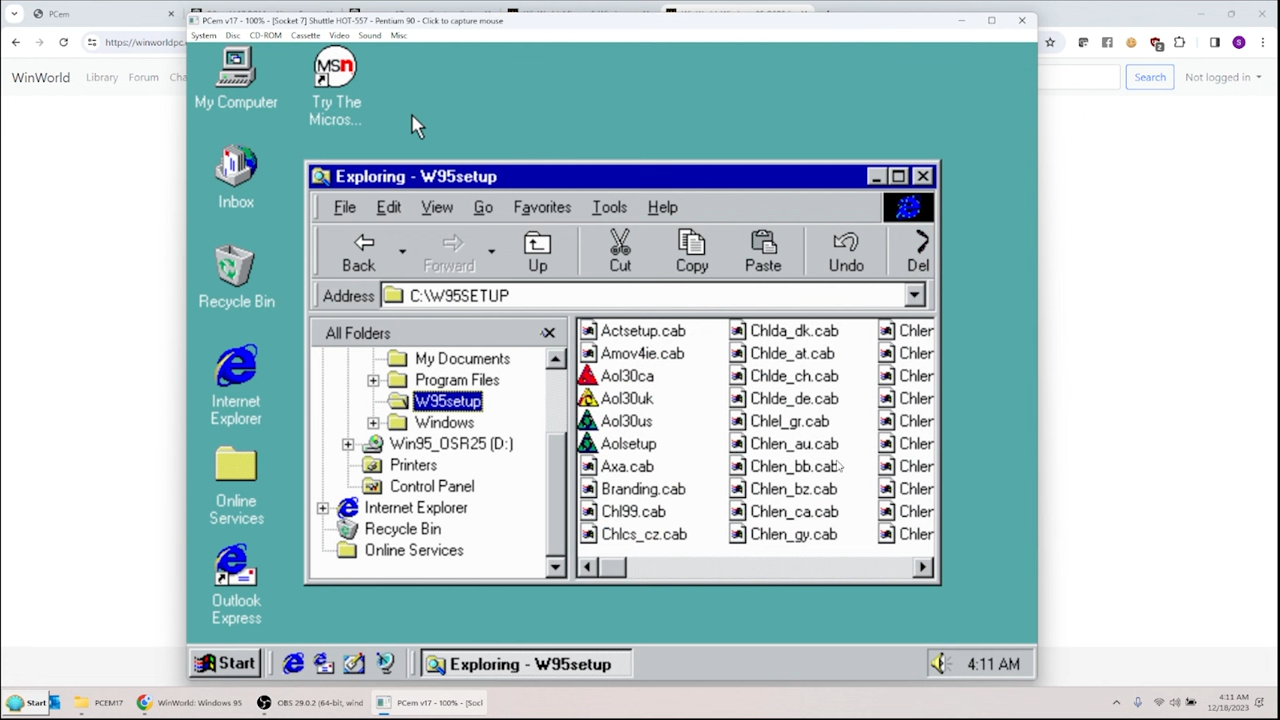 PCem
PCem v17 - 100% - [Socket 7] Shuttle HOT-557 - Pentium 90 - Click to capture mouse
https://winworldpc.
System Disc CD-ROM Cassette Video Sound Misc
WinWorld Library Forum
Search Not logged in
My Computer
Try The
Micros...
MSn
Inbox
Recycle Bin
Internet
Explorer
Online
Services
Outlook
Express
Exploring - W95setup
File Edit View Go Favorites Tools Help
Back Forward Up Cut Copy Paste Undo Del
Address C:\W95SETUP
All Folders
My Documents
Program Files
W95setup
Windows
Win95_OSR25 (D:)
Printers
Control Panel
Internet Explorer
Recycle Bin
Online Services
Actsetup.cab Chlda_dk.cab Chler
Amov4ie.cab Chlde_at.cab Chler
Aol30ca Chlde_ch.cab Chler
Aol30uk Chlde_de.cab Chler
Aol30us Chlel_gr.cab Chler
Aolsetup Chlen_au.cab Chler
Axa.cab Chlen_bb.cab Chler
Branding.cab Chlen_bz.cab Chler
Chl99.cab Chlen_ca.cab Chler
Chlcs_cz.cab Chlen_gy.cab Chler
Start Exploring - W95setup 4:11 AM
Start PCEM17 WinWorld: Windows 95 OBS 29.0.2 (64-bit, wind PCem v17 - 100% - [Socl
4:11 AM
12/18/2023